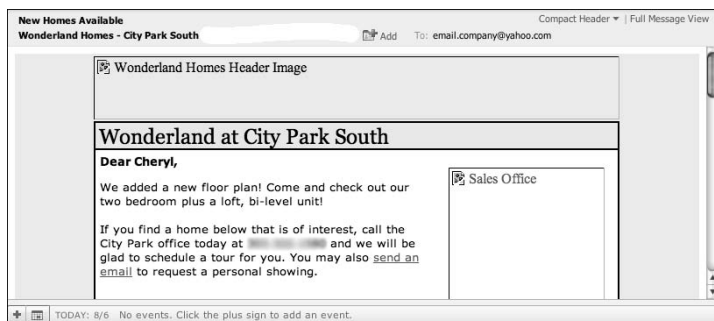 New Homes Available
Compact Header ▾ | Full Message View
Wonderland Homes - City Park South
Add To: email.company@yahoo.com
Wonderland Homes Header Image
Wonderland at City Park South
Dear Cheryl,
We added a new floor plan! Come and check out our
two bedroom plus a loft, bi-level unit!
Sales Office
If you find a home below that is of interest, call the
City Park office today at and we will be
glad to schedule a tour for you. You may also send an
email to request a personal showing.
TODAY: 8/6 No events. Click the plus sign to add an event.